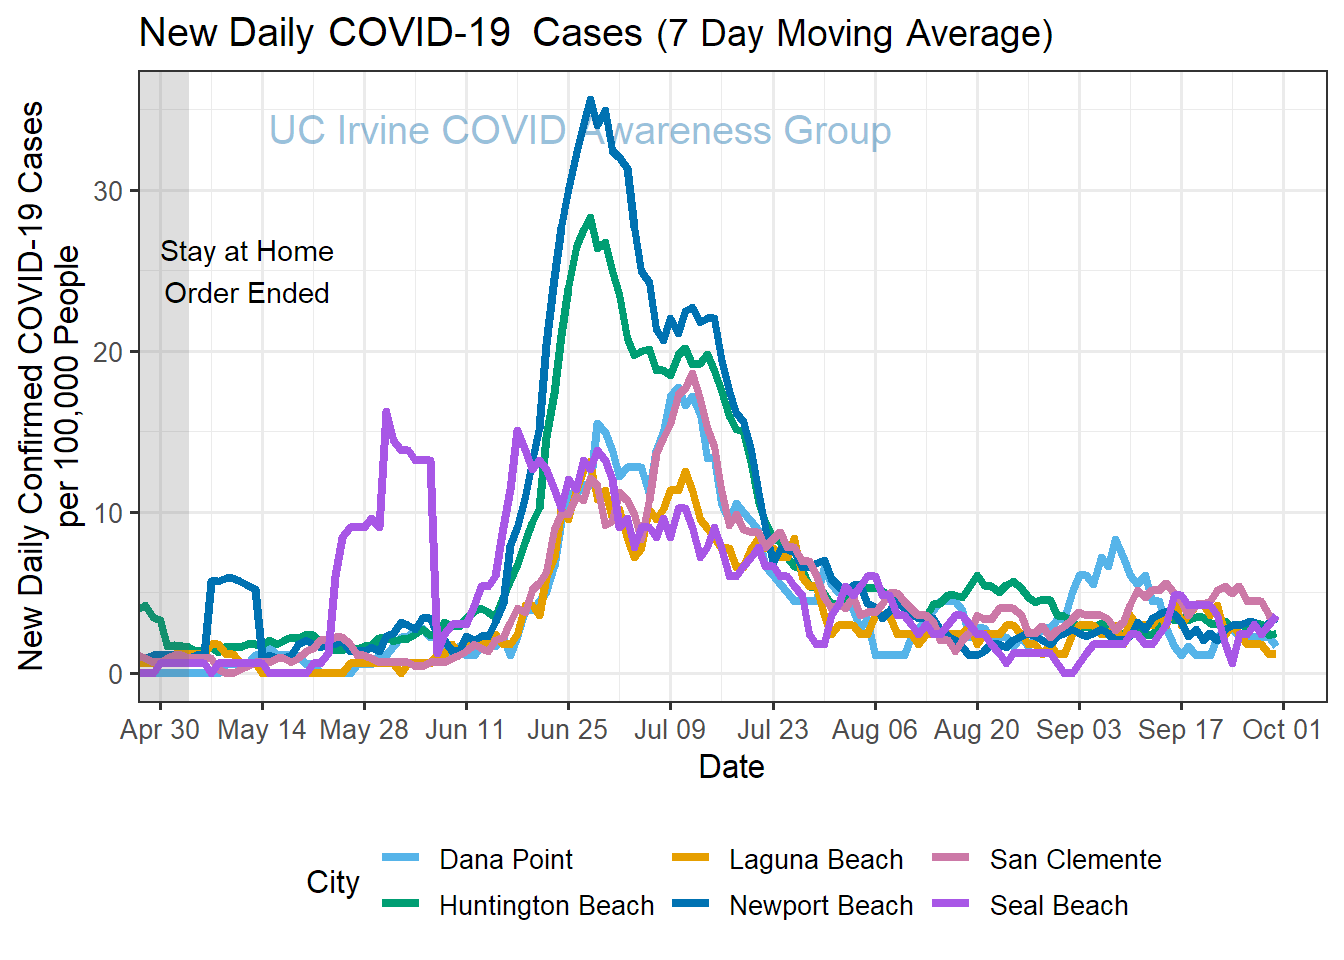 New Daily COVID-19 Cases (7 Day Moving Average)
UC Irvine COVID Awareness Group
Stay at Home
Order Ended
New Daily Confirmed COVID-19 Cases
per 100,000 People
30
20
10
0
Apr 30 May 14 May 28 Jun 11 Jun 25 Jul 09 Jul 23 Aug 06 Aug 20 Sep 03 Sep 17 Oct 01
Date
City
Dana Point Laguna Beach San Clemente
Huntington Beach Newport Beach Seal Beach